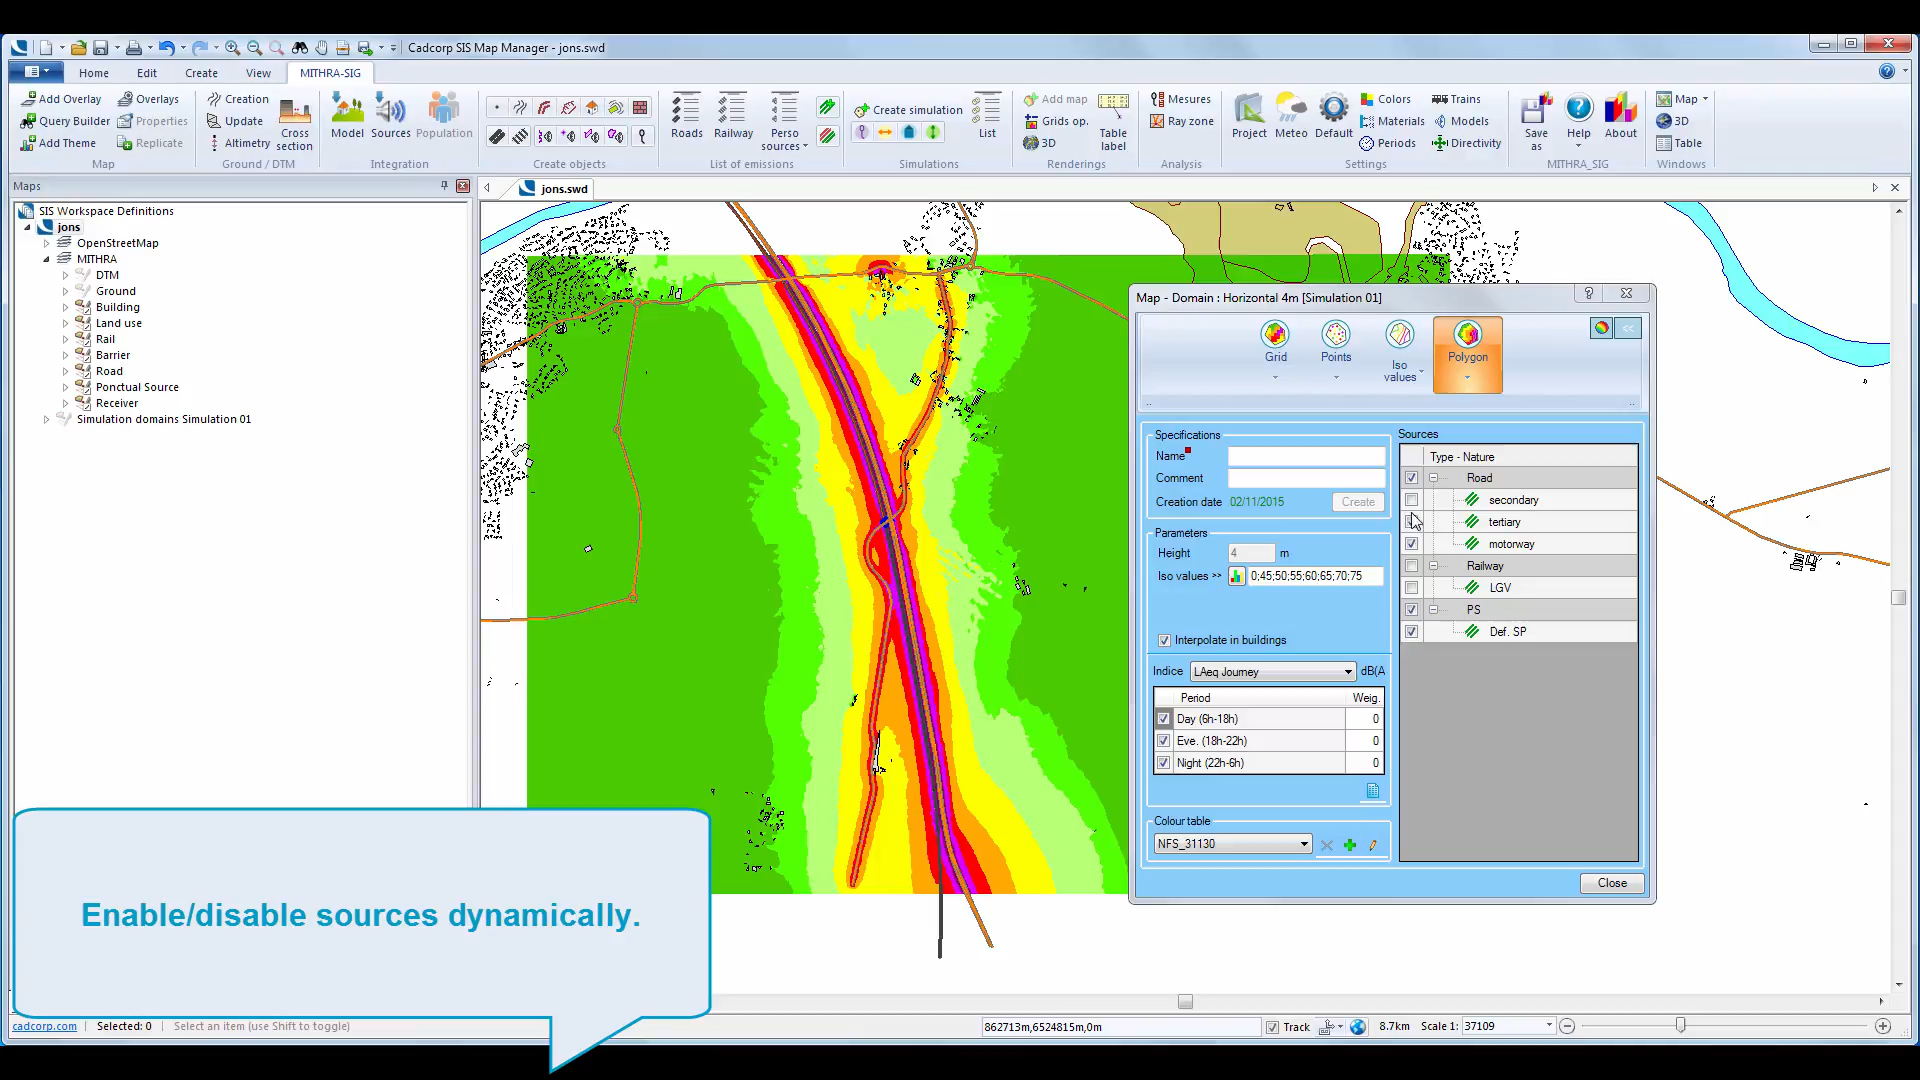 Cadcorp SIS Map Manager - jons.swd
Home Edit Create View MITHRA-SIG
Add Overlay Overlays
Query Builder Properties
Add Theme Replicate
Map
Creation
Update
Altimetry
Cross section
Ground / DTM
Model Sources Population
Integration
Create objects
Roads Railway Perso sources
List of emissions
Create simulation
List
Simulations
Add map
Grids op.
3D
Table label
Renderings
Mesures
Ray zone
Analysis
Project Meteo Default
Colors Trains
Materials Models
Periods Directivity
Settings
Save as
Help
About
MITHRA_SIG
Map
3D
Table
Windows
Maps
jons.swd
SIS Workspace Definitions
jons
OpenStreetMap
MITHRA
DTM
Ground
Building
Land use
Rail
Barrier
Road
Ponctual Source
Receiver
Simulation domains Simulation 01
Map - Domain : Horizontal 4m [Simulation 01]
?
Grid Points Iso values Polygon
<<
Specifications
Name
Comment
Creation date 02/11/2015 Create
Parameters
Height 4 m
Iso values >> 0;45;50;55;60;65;70;75
Interpolate in buildings
Indice LAeq Journey dB(A
Period Weig.
Day (6h-18h) 0
Eve. (18h-22h) 0
Night (22h-6h) 0
Colour table
NFS_31130
Sources
Type - Nature
Road
secondary
tertiary
motorway
Railway
LGV
PS
Def. SP
Close
Enable/disable sources dynamically.
cadcorp.com Selected: 0 Select an item (use Shift to toggle)
862713m,6524815m,0m Track 8.7km Scale 1: 37109